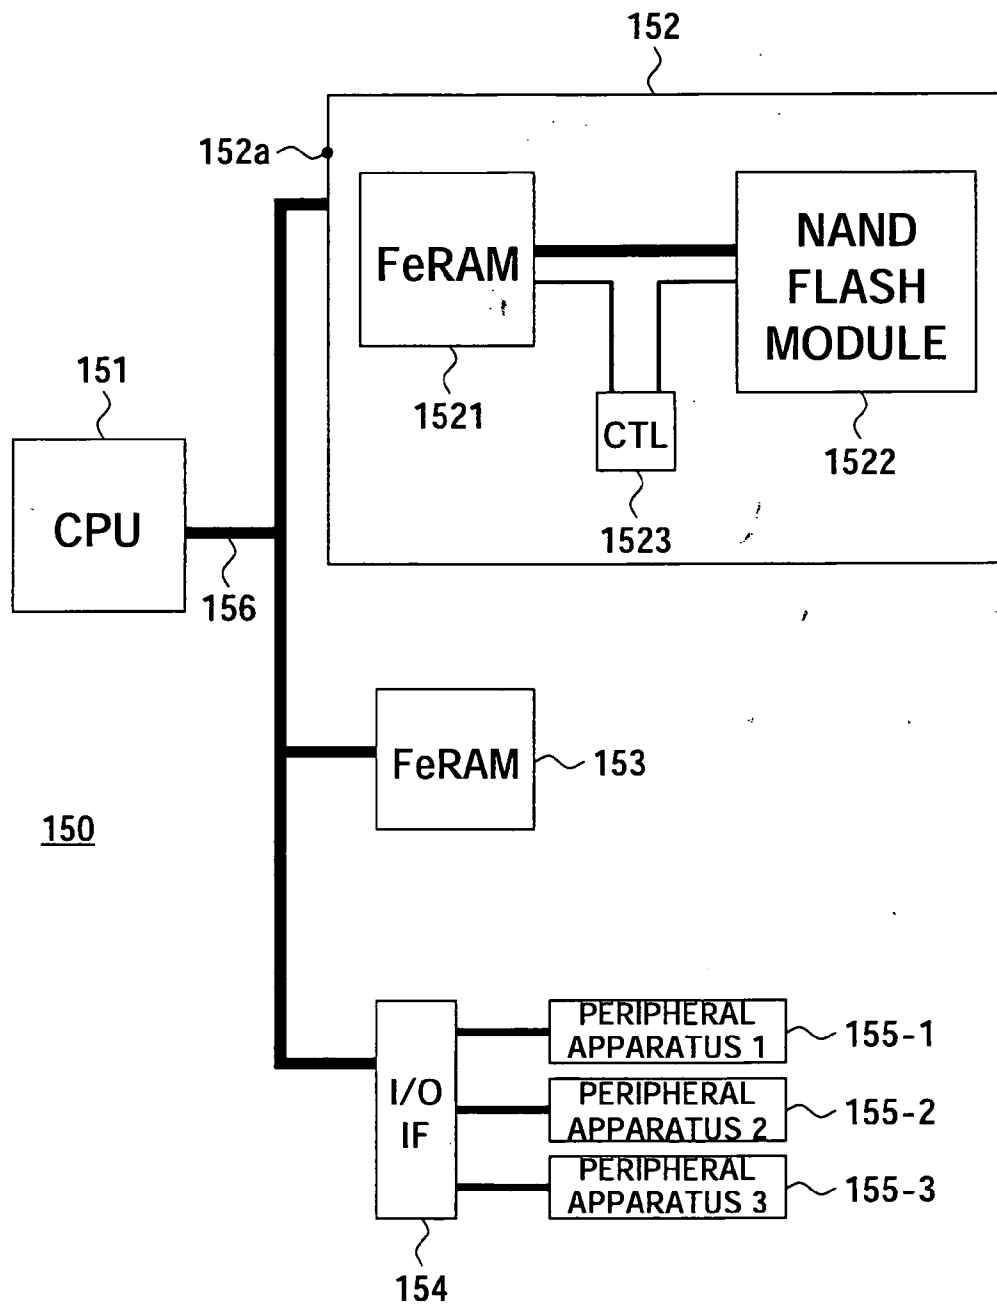 152
152a
FeRAM
NAND
FLASH
MODULE
1521
CTL
1522
1523
151
CPU
156
FeRAM
153
150
I/O
IF
154
PERIPHERAL
APPARATUS 1
155-1
PERIPHERAL
APPARATUS 2
155-2
PERIPHERAL
APPARATUS 3
155-3